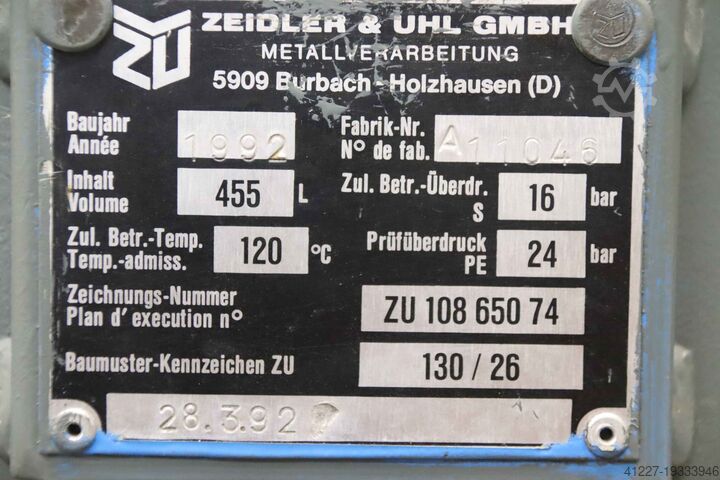 ZU
ZEIDLER & UHL GMBH
METALLVERARBEITUNG
5909 Burbach-Holzhausen (D)
Baujahr Fabrik-Nr.
Année 1992 N° de fab. A11046
Inhalt Zul. Betr.-Überdr.
Volume 455 L S 16 bar
Zul. Betr.-Temp. Prüfüberdruck
Temp.-admiss. 120 °C PE 24 bar
Zeichnungs-Nummer
Plan d'execution n° ZU 108 650 74
Baumuster-Kennzeichen ZU 130 / 26
28.3.92
41227-19333946